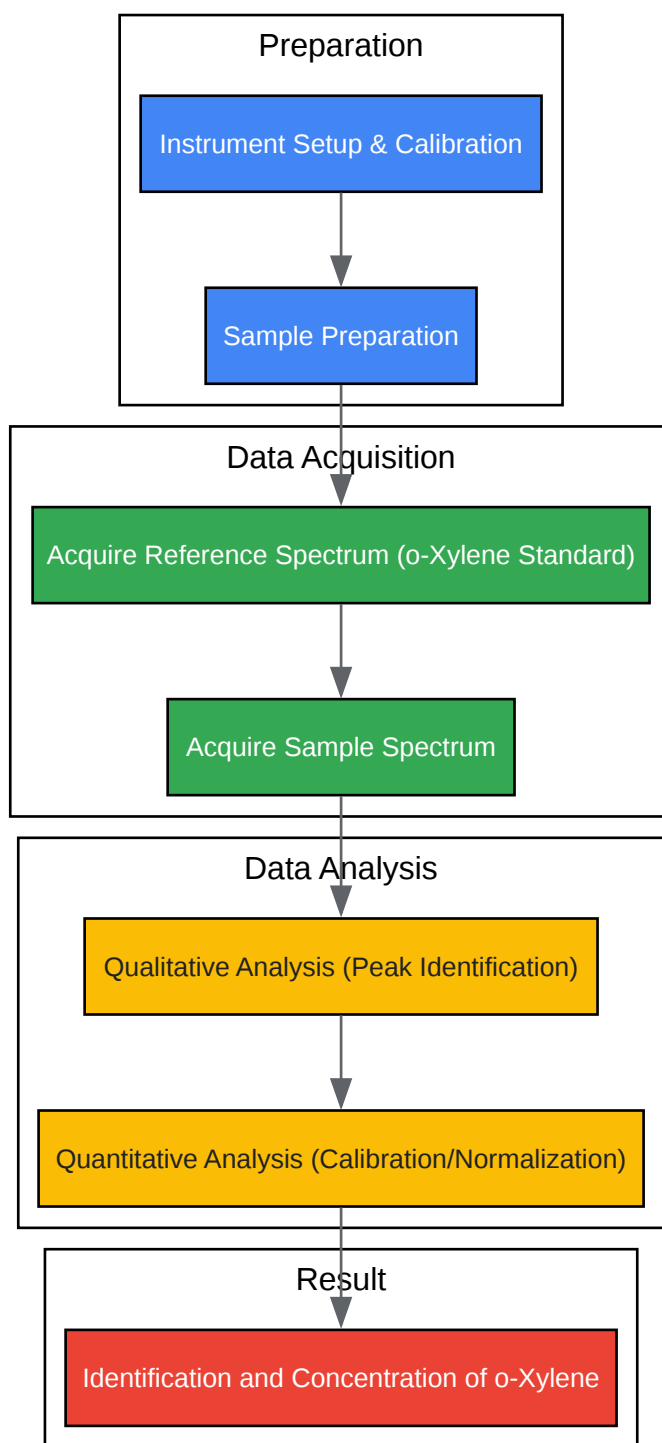 Preparation
Instrument Setup & Calibration
Sample Preparation
Data Acquisition
Acquire Reference Spectrum (o-Xylene Standard)
Acquire Sample Spectrum
Data Analysis
Qualitative Analysis (Peak Identification)
Quantitative Analysis (Calibration/Normalization)
Result
Identification and Concentration of o-Xylene